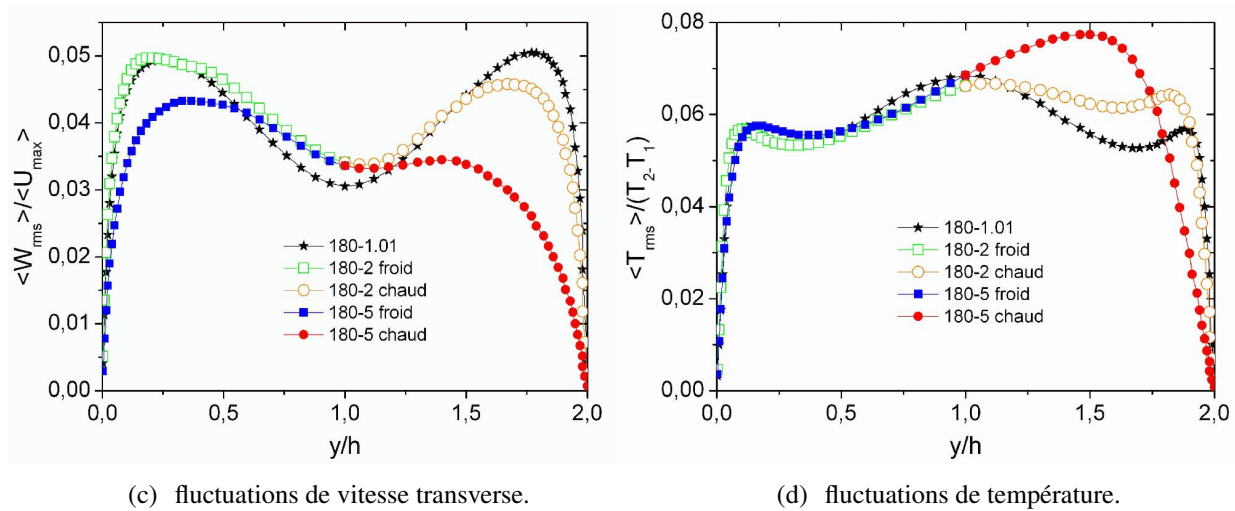 <W_rms>/<U_max>
0,05
0,04
0,03
0,02
0,01
0,00
180-1.01
180-2 froid
180-2 chaud
180-5 froid
180-5 chaud
0,0 0,5 1,0 1,5 2,0
y/h
(c) fluctuations de vitesse transverse.
<T_rms>/(T_2-T_1)
0,08
0,06
0,04
0,02
0,00
180-1.01
180-2 froid
180-2 chaud
180-5 froid
180-5 chaud
0,0 0,5 1,0 1,5 2,0
y/h
(d) fluctuations de température.